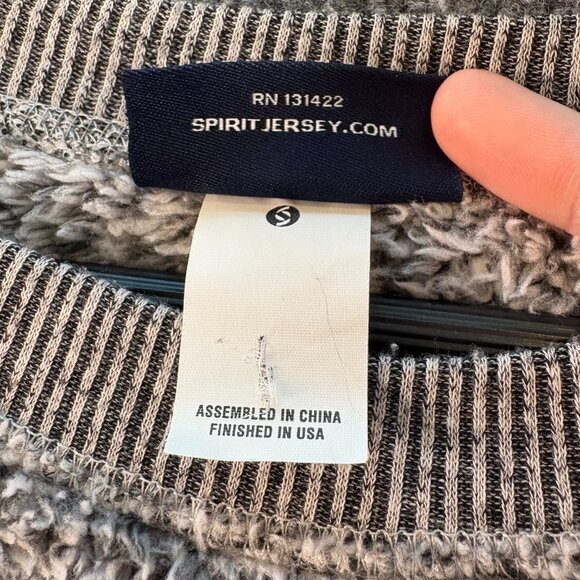 RN 131422
SPIRITJERSEY.COM
ASSEMBLED IN CHINA
FINISHED IN USA